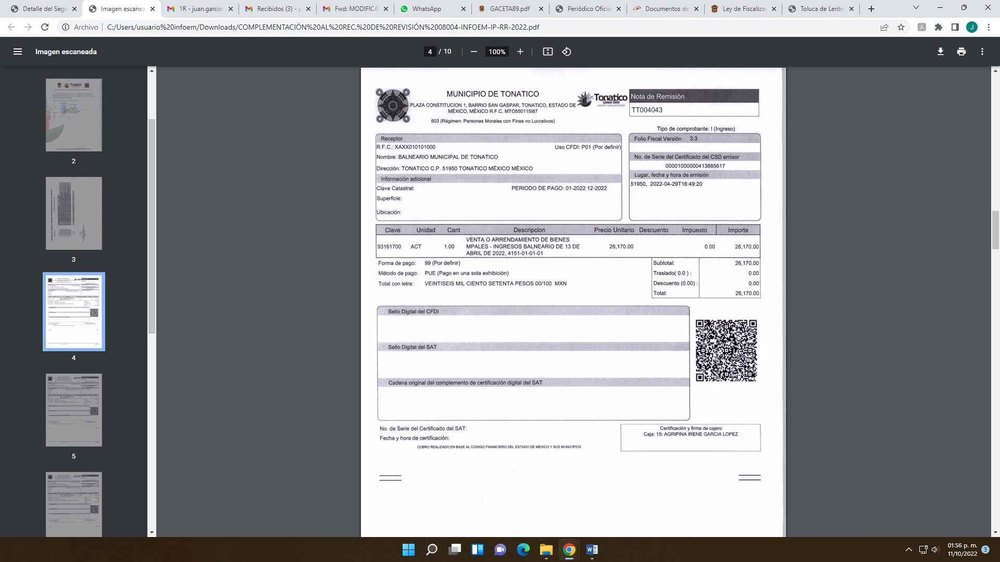 Detalle del Segu
Imagen escanea
1R - juan.garcia
Recibidos (3) - p
Fwd: MODIFICA
WhatsApp
GACETA89.pdf
Periódico Oficia
Documentos de
Ley de Fiscaliza
Toluca de Lerdo
Archivo
C:/Users/usuario%20infoem/Downloads/COMPLEMENTACIÓN%20AL%20REC.%20DE%20REVISIÓN%2008004-INFOEM-IP-RR-2022.pdf
J
Imagen escaneada
4 / 10
100%
2
3
4
5
MUNICIPIO DE TONATICO
PLAZA CONSTITUCION 1, BARRIO SAN GASPAR, TONATICO, ESTADO DE
MÉXICO, MÉXICO R.F.C. MTO550115I87
603 (Régimen: Personas Morales con Fines no Lucrativos)
Tonatico
Somos todos
Nota de Remisión
TT004043
Tipo de comprobante: I (Ingreso)
Receptor
R.F.C.: XAXX010101000 Uso CFDI: P01 (Por definir)
Nombre: BALNEARIO MUNICIPAL DE TONATICO
Dirección: TONATICO C.P. 51950 TONATICO MÉXICO MÉXICO
Información adicional
Clave Catastral: PERIODO DE PAGO: 01-2022 12-2022
Superficie:
Ubicación:
Folio Fiscal Versión 3.3
No. de Serie del Certificado del CSD emisor
00001000000413885617
Lugar, fecha y hora de emisión
51950, 2022-04-29T16:49:20
Clave Unidad Cant Descripcion Precio Unitario Descuento Impuesto Importe
VENTA O ARRENDAMIENTO DE BIENES
93161700 ACT 1.00 MPALES - INGRESOS BALNEARIO DE 13 DE 26,170.00 0.00 26,170.00
ABRIL DE 2022, 4151-01-01-01
Forma de pago: 99 (Por definir)
Método de pago: PUE (Pago en una sola exhibición)
Total con letra: VEINTISEIS MIL CIENTO SETENTA PESOS 00/100 MXN
Subtotal: 26,170.00
Traslado( 0.0 ) : 0.00
Descuento (0.00) : 0.00
Total: 26,170.00
Sello Digital del CFDI
Sello Digital del SAT
Cadena original del complemento de certificación digital del SAT
No. de Serie del Certificado del SAT:
Fecha y hora de certificación:
COBRO REALIZADO EN BASE AL CODIGO FINANCIERO DEL ESTADO DE MEXICO Y SUS MUNICIPIOS
Certificación y firma de cajero
Caja: 15: AGRIPINA IRENE GARCIA LOPEZ
01:56 p. m.
11/10/2022
3